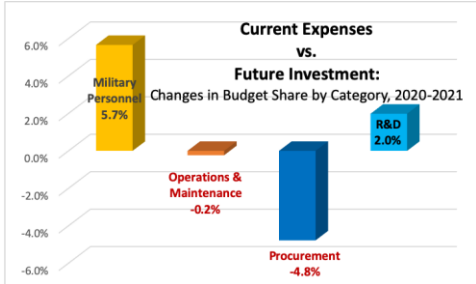 Current Expenses
vs.
Future Investment:
Changes in Budget Share by Category, 2020-2021
6.0%
4.0%
2.0%
0.0%
-2.0%
-4.0%
-6.0%
Military
Personnel
5.7%
Operations &
Maintenance
-0.2%
Procurement
-4.8%
R&D
2.0%